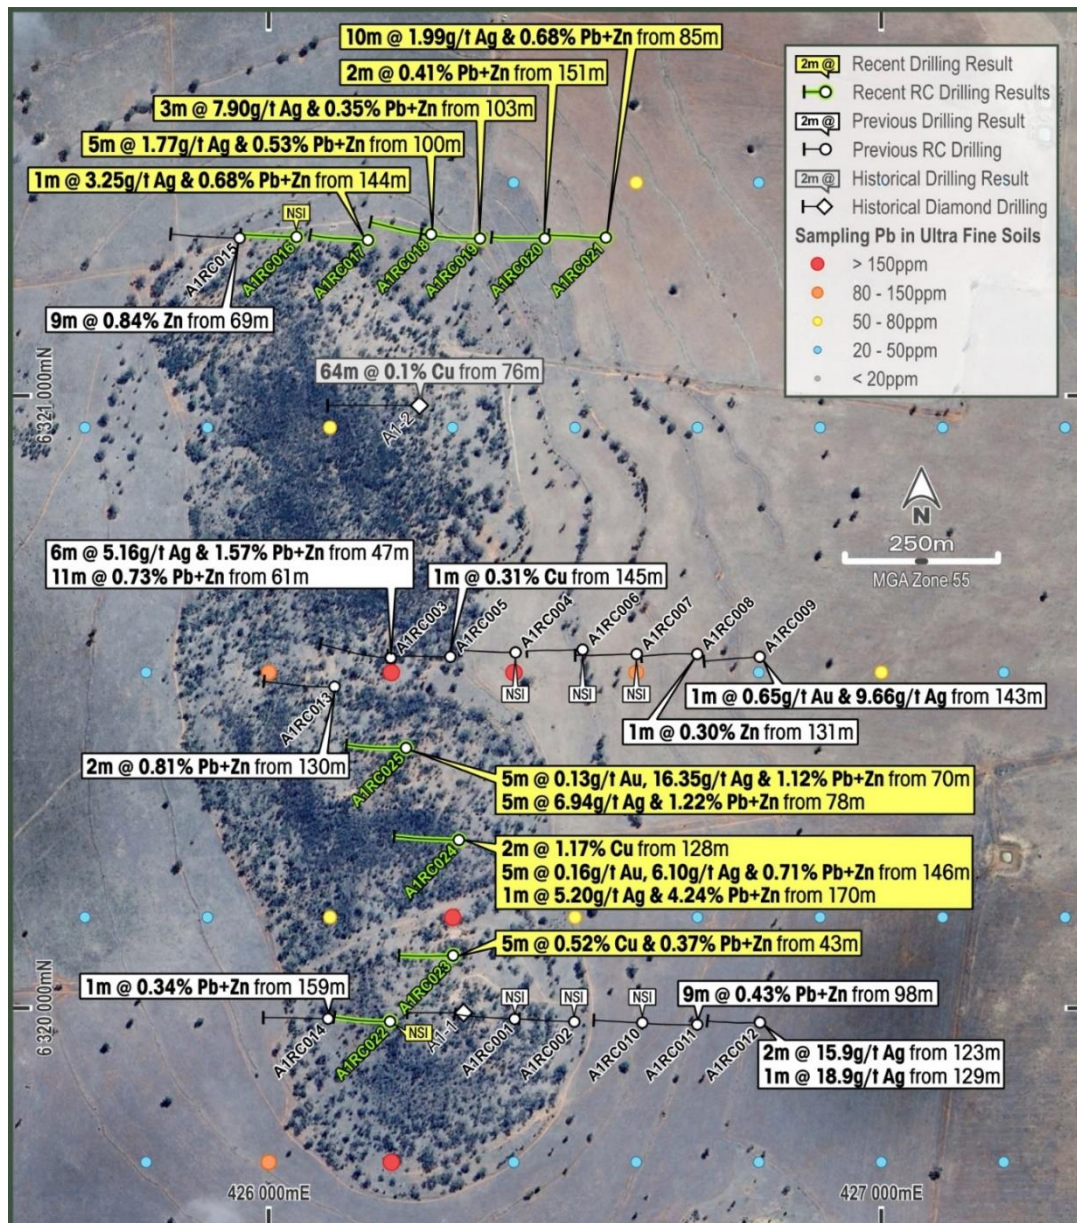 10m @ 1.99g/t Ag & 0.68% Pb+Zn from 85m
2m @ 0.41% Pb+Zn from 151m
3m @ 7.90g/t Ag & 0.35% Pb+Zn from 103m
5m @ 1.77g/t Ag & 0.53% Pb+Zn from 100m
1m @ 3.25g/t Ag & 0.68% Pb+Zn from 144m
2m @ Recent Drilling Result
Recent RC Drilling Results
2m @ Previous Drilling Result
Previous RC Drilling
2m @ Historical Drilling Result
Historical Diamond Drilling
Sampling Pb in Ultra Fine Soils
> 150ppm
80 - 150ppm
50 - 80ppm
20 - 50ppm
< 20ppm
NSI
A1RC015
A1RC016
A1RC017
A1RC018
A1RC019
A1RC020
A1RC021
9m @ 0.84% Zn from 69m
64m @ 0.1% Cu from 76m
A1-2
6 321 000mN
N
250m
MGA Zone 55
6m @ 5.16g/t Ag & 1.57% Pb+Zn from 47m
11m @ 0.73% Pb+Zn from 61m
1m @ 0.31% Cu from 145m
A1RC003
A1RC005
A1RC004
A1RC006
A1RC007
A1RC008
A1RC009
NSI
NSI
NSI
1m @ 0.65g/t Au & 9.66g/t Ag from 143m
1m @ 0.30% Zn from 131m
A1RC013
2m @ 0.81% Pb+Zn from 130m
A1RC025
5m @ 0.13g/t Au, 16.35g/t Ag & 1.12% Pb+Zn from 70m
5m @ 6.94g/t Ag & 1.22% Pb+Zn from 78m
A1RC024
2m @ 1.17% Cu from 128m
5m @ 0.16g/t Au, 6.10g/t Ag & 0.71% Pb+Zn from 146m
1m @ 5.20g/t Ag & 4.24% Pb+Zn from 170m
A1RC023
5m @ 0.52% Cu & 0.37% Pb+Zn from 43m
6 320 000mN
1m @ 0.34% Pb+Zn from 159m
NSI
NSI
NSI
9m @ 0.43% Pb+Zn from 98m
A1RC014
A1RC022
NSI
A1-1
A1RC001
A1RC002
A1RC010
A1RC011
A1RC012
2m @ 15.9g/t Ag from 123m
1m @ 18.9g/t Ag from 129m
426 000mE
427 000mE